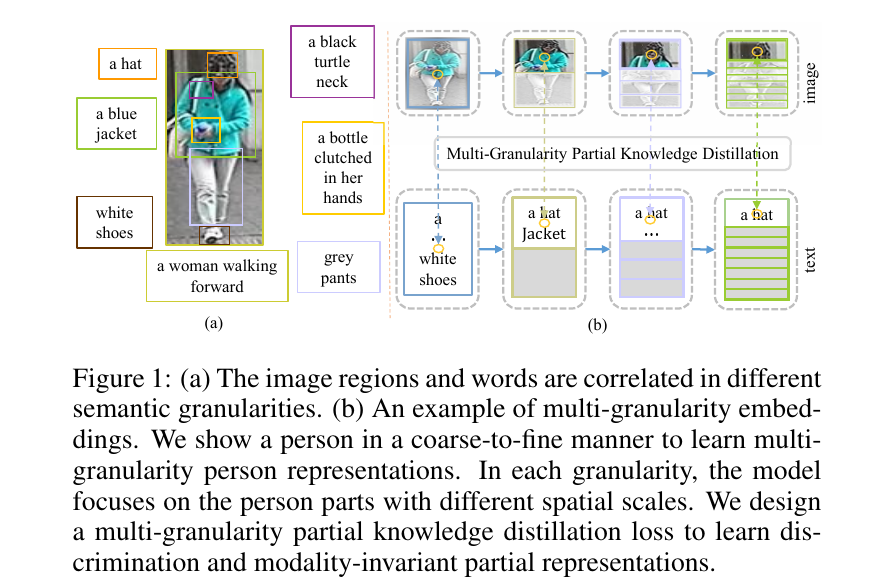 a hat
a blue
jacket
white
shoes
a woman walking
forward
a black
turtle
neck
a bottle
clutched
in her
hands
grey
pants
(a)
image
Multi-Granularity Partial Knowledge Distillation
a
...
white
shoes
a hat
Jacket
a hat
...
a hat
text
(b)
Figure 1: (a) The image regions and words are correlated in different
semantic granularities. (b) An example of multi-granularity embed-
dings. We show a person in a coarse-to-fine manner to learn multi-
granularity person representations. In each granularity, the model
focuses on the person parts with different spatial scales. We design
a multi-granularity partial knowledge distillation loss to learn dis-
crimination and modality-invariant partial representations.